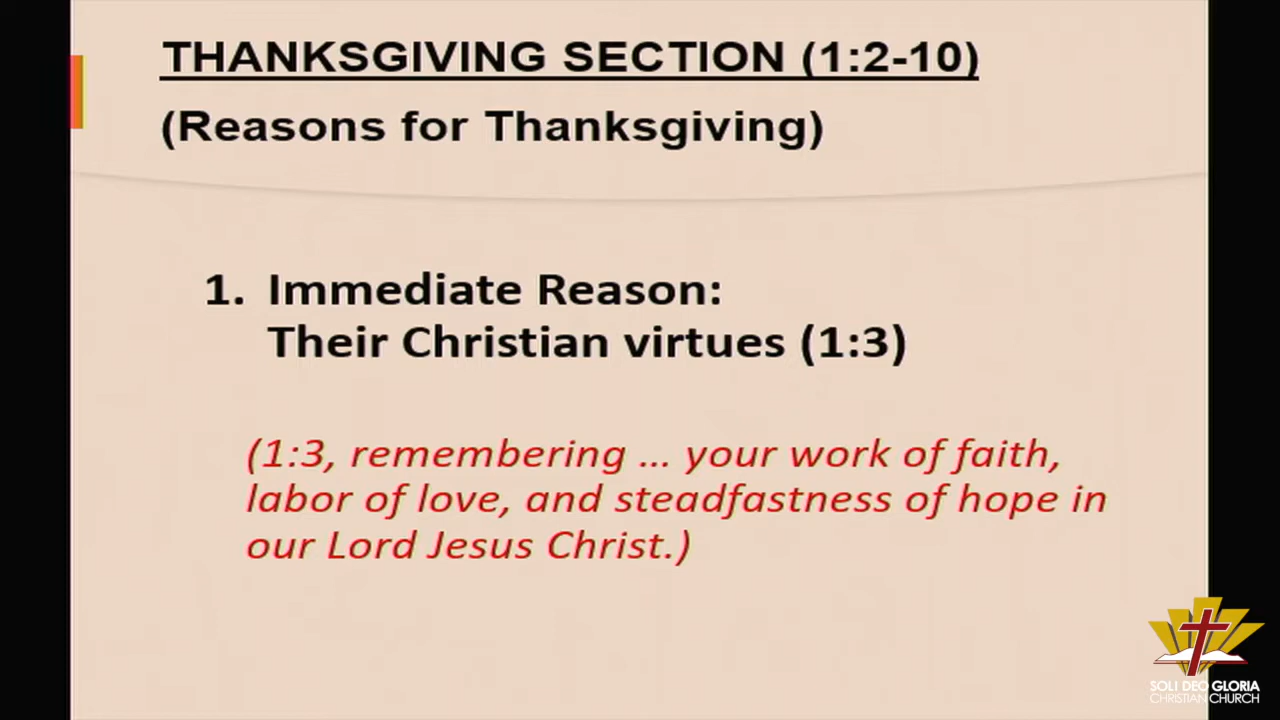 THANKSGIVING SECTION (1:2-10)
(Reasons for Thanksgiving)
1. Immediate Reason:
Their Christian virtues (1:3)
(1:3, remembering ... your work of faith,
labor of love, and steadfastness of hope in
our Lord Jesus Christ.)
SOLI DEO GLORIA
CHRISTIAN CHURCH